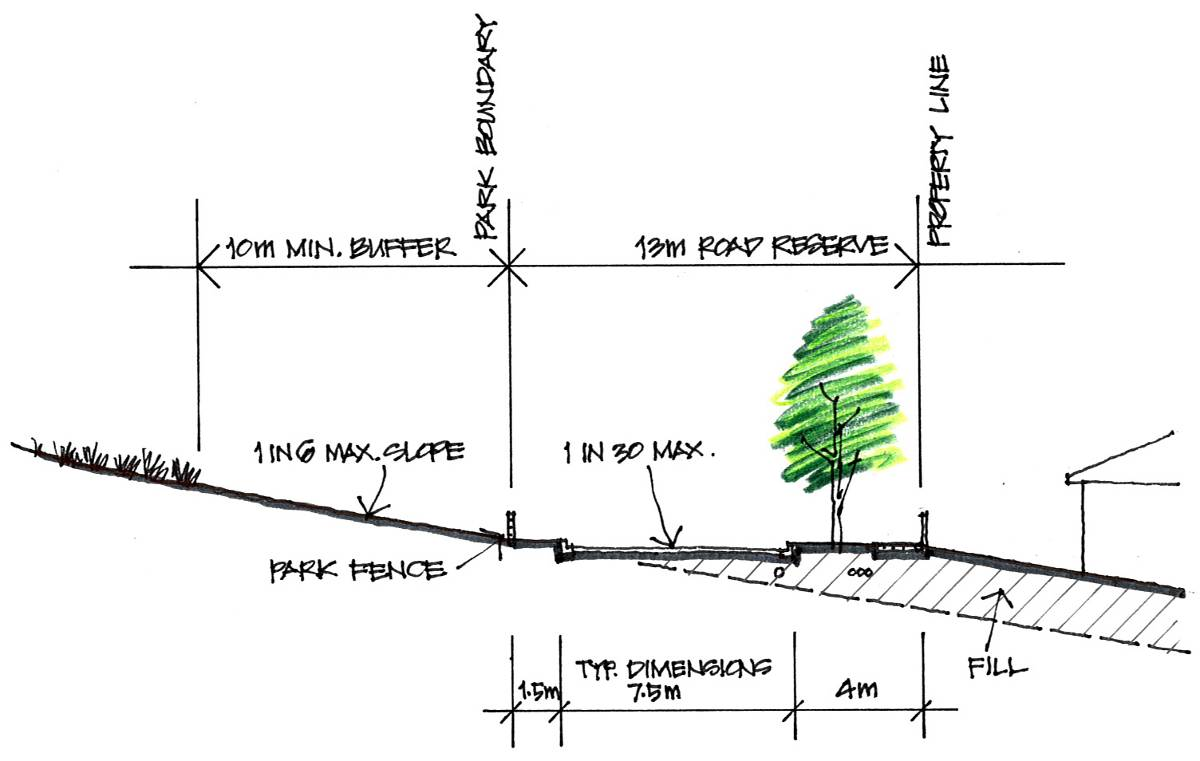 PARK BOUNDARY
PROPERTY LINE
10m MIN. BUFFER
13m ROAD RESERVE
1 IN 6 MAX. SLOPE
1 IN 30 MAX.
PARK FENCE
FILL
TYP. DIMENSIONS
1.5m
7.5m
4m